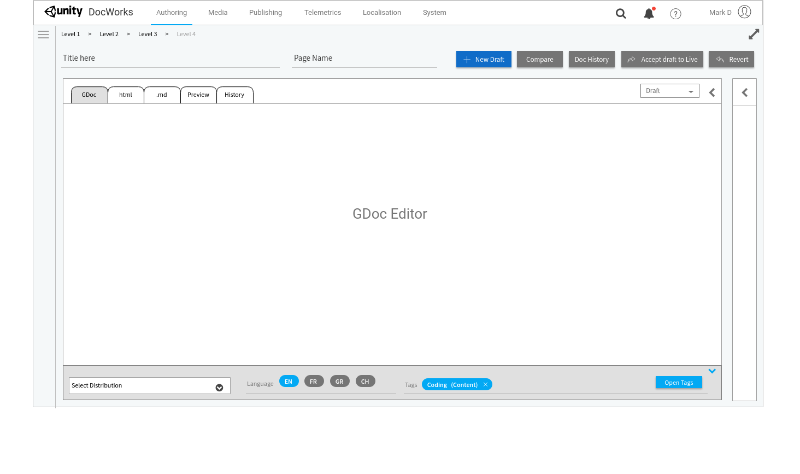 unity DocWorks Authoring Media Publishing Telemetrics Localisation System Mark D
Level 1 > Level 2 > Level 3 > Level 4
Title here Page Name New Draft Compare Doc History Accept draft to Live Revert
GDoc html .md Preview History Draft
GDoc Editor
Select Distribution Language EN FR GR CH Tags Coding (Content) × Open Tags